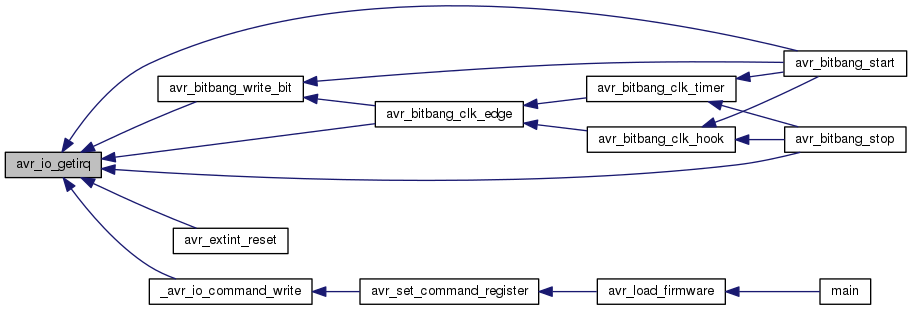 avr_bitbang_start
avr_bitbang_write_bit
avr_bitbang_clk_timer
avr_bitbang_clk_edge
avr_bitbang_clk_hook
avr_bitbang_stop
avr_io_getirq
avr_extint_reset
_avr_io_command_write
avr_set_command_register
avr_load_firmware
main